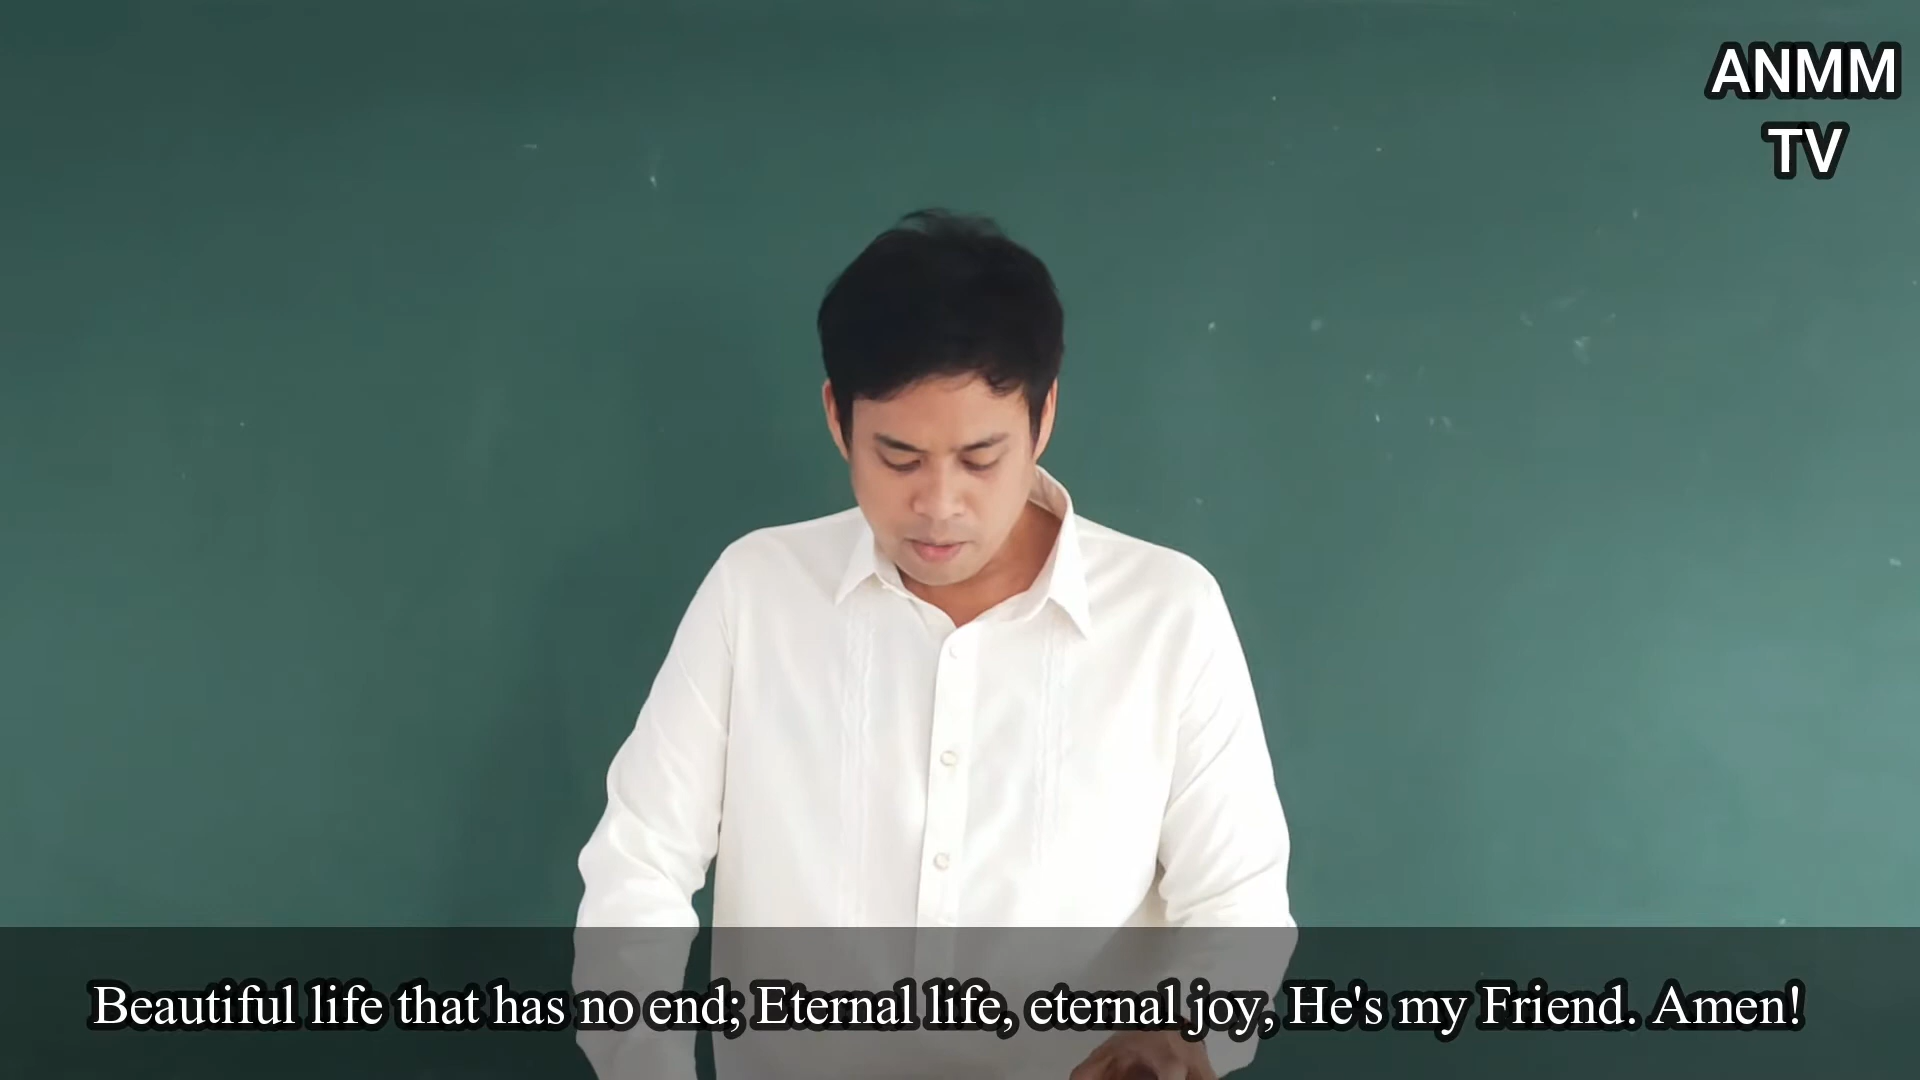 ANMM
TV
Beautiful life that has no end; Eternal life, eternal joy, He's my Friend. Amen!